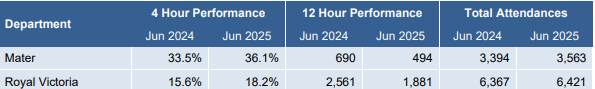 Department 4 Hour Performance 12 Hour Performance Total Attendances
Jun 2024 Jun 2025 Jun 2024 Jun 2025 Jun 2024 Jun 2025
Mater 33.5% 36.1% 690 494 3,394 3,563
Royal Victoria 15.6% 18.2% 2,561 1,881 6,367 6,421